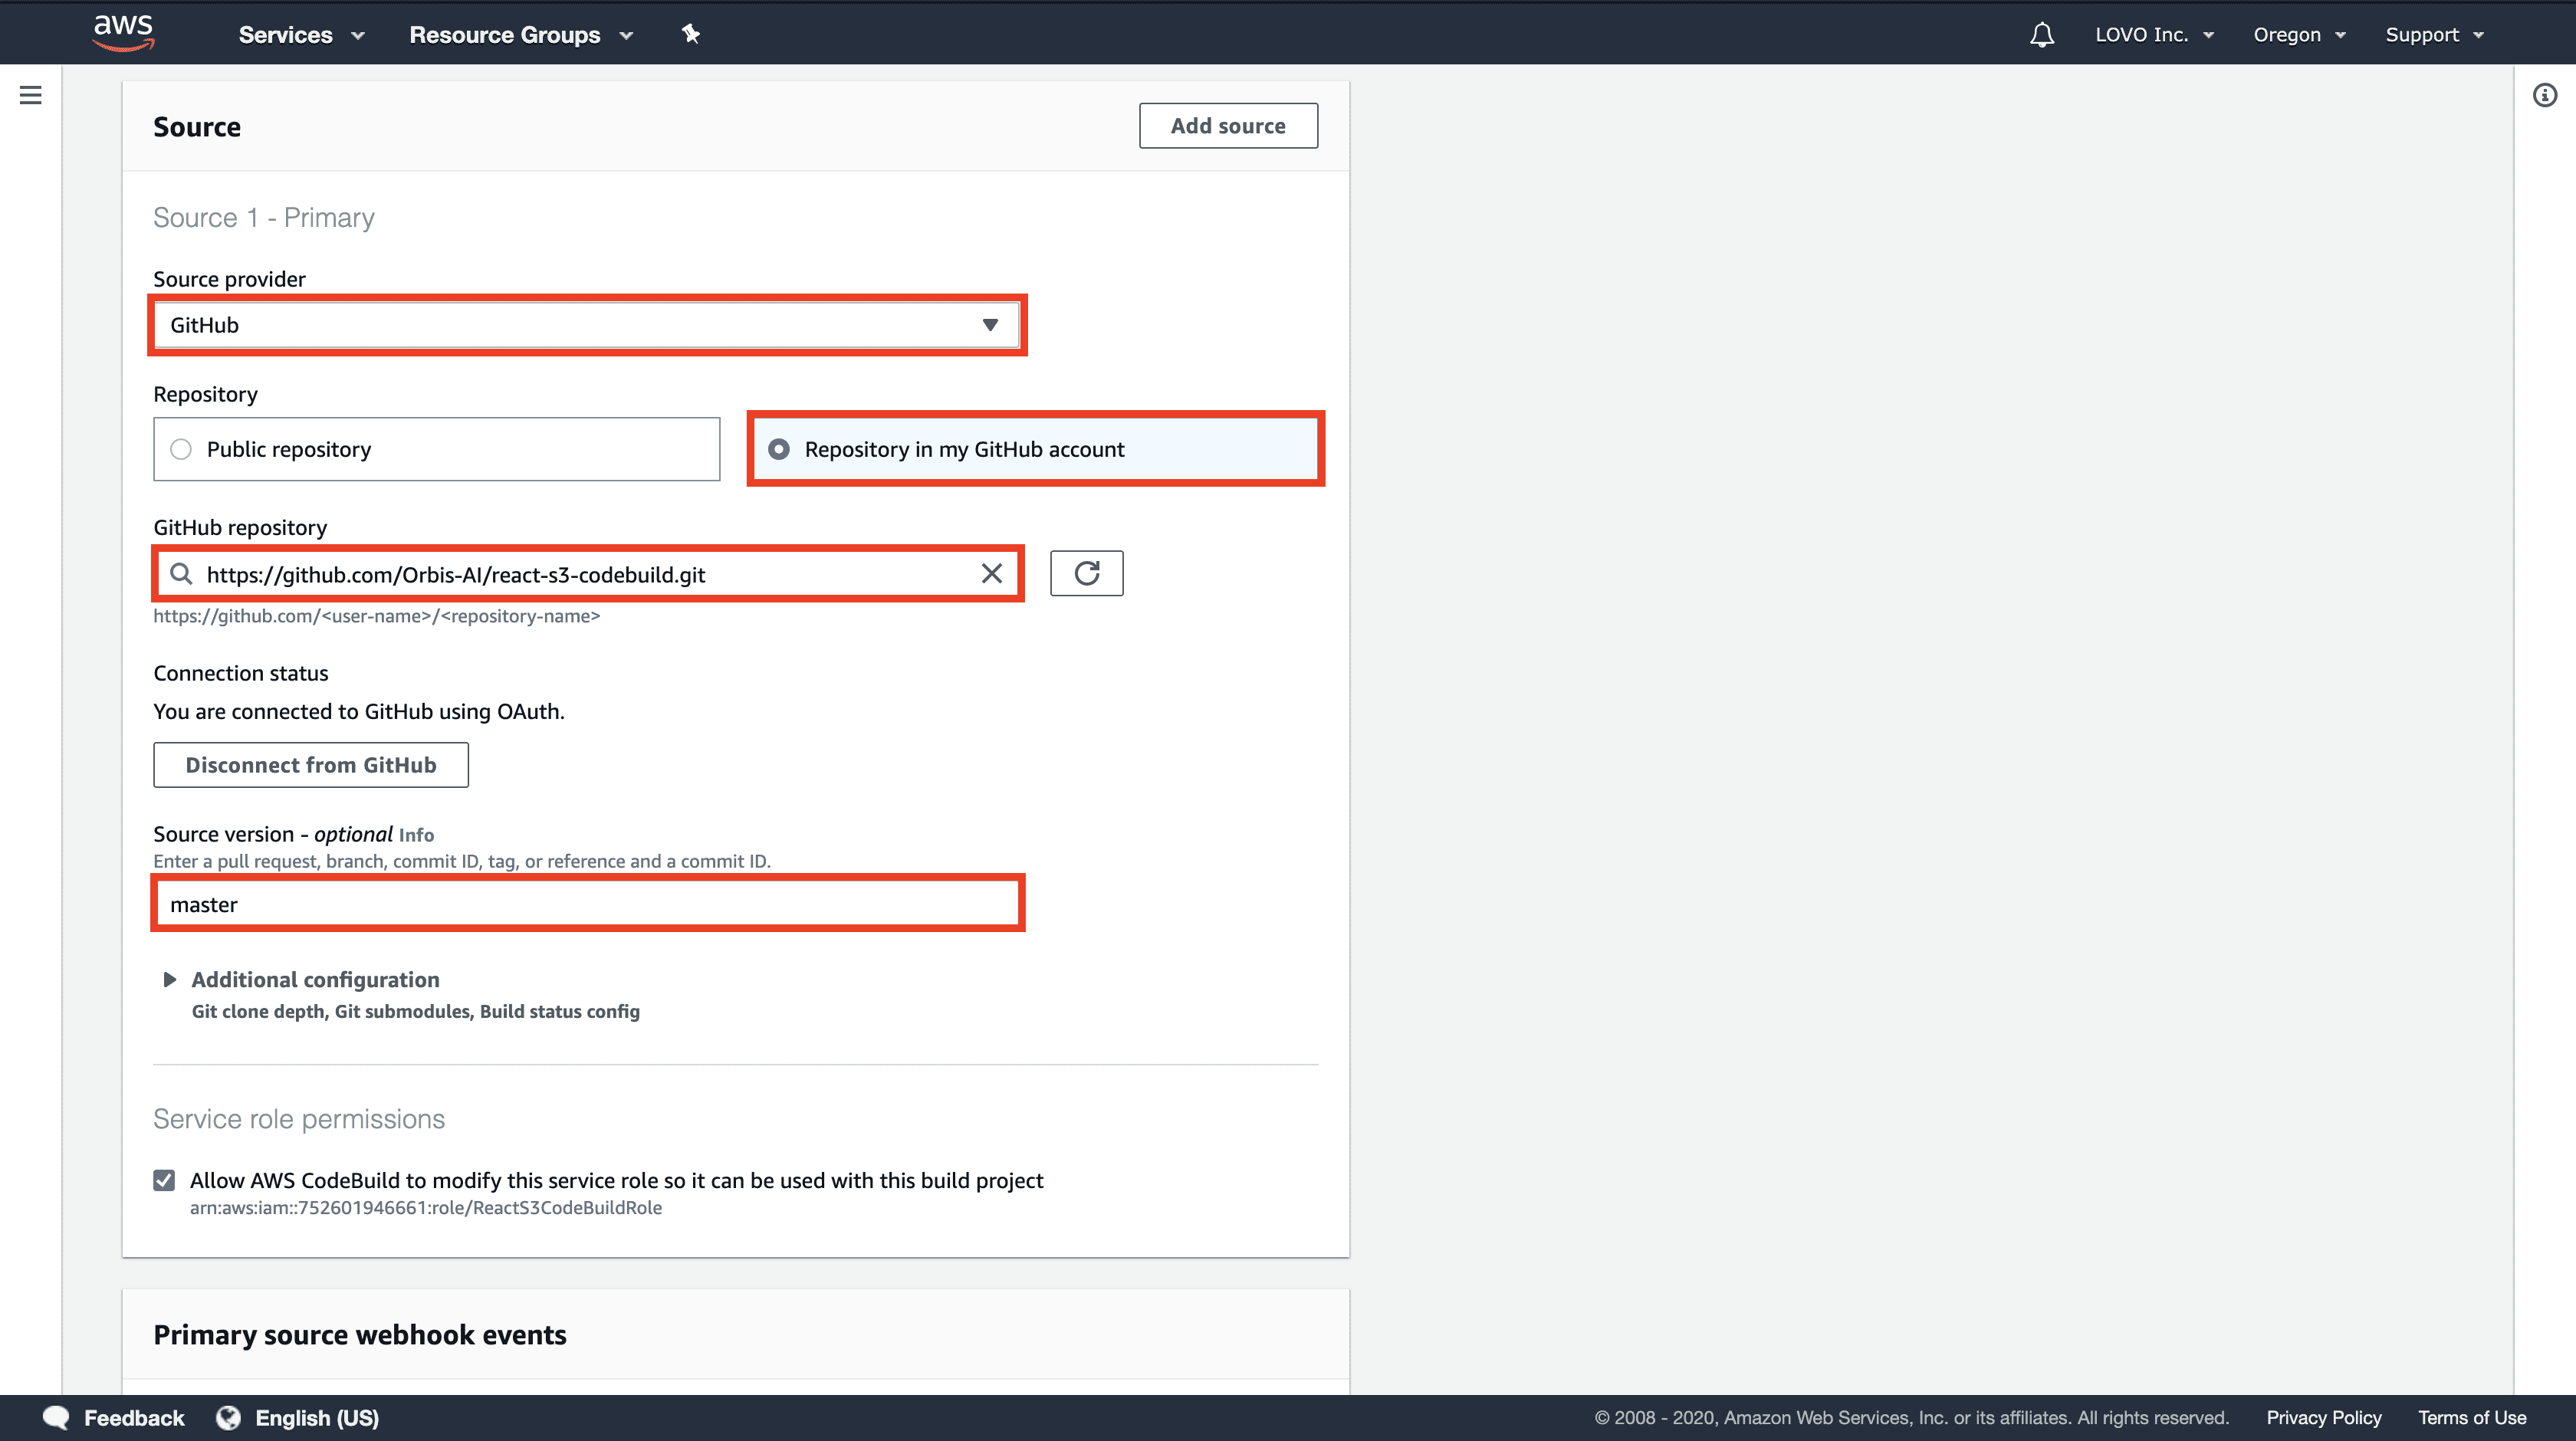 aws Services Resource Groups LOVO Inc. Oregon Support
Source
Add source
Source 1 - Primary
Source provider
GitHub
Repository
Public repository
Repository in my GitHub account
GitHub repository
https://github.com/Orbis-AI/react-s3-codebuild.git
https://github.com/<user-name>/<repository-name>
Connection status
You are connected to GitHub using OAuth.
Disconnect from GitHub
Source version - optional Info
Enter a pull request, branch, commit ID, tag, or reference and a commit ID.
master
Additional configuration
Git clone depth, Git submodules, Build status config
Service role permissions
Allow AWS CodeBuild to modify this service role so it can be used with this build project
arn:aws:iam::752601946661:role/ReactS3CodeBuildRole
Primary source webhook events
Feedback English (US) © 2008 - 2020, Amazon Web Services, Inc. or its affiliates. All rights reserved. Privacy Policy Terms of Use